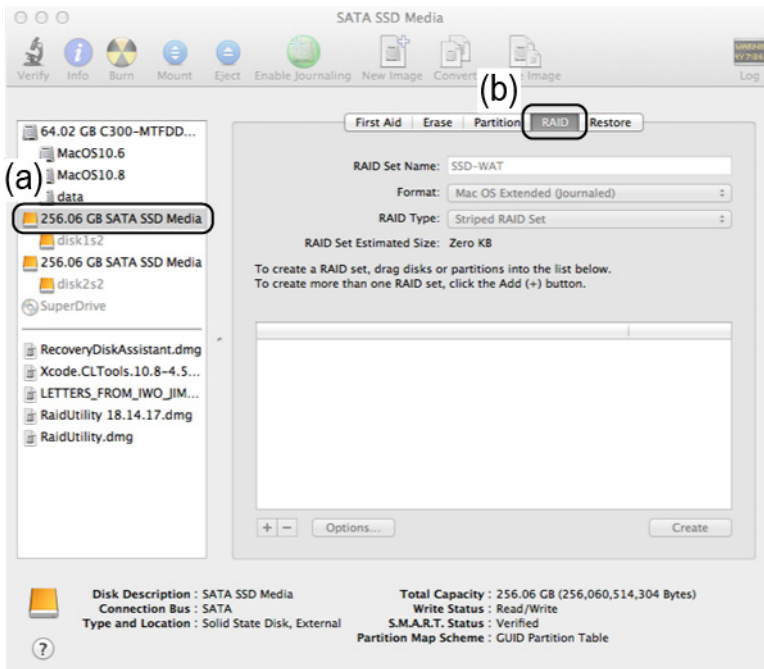 SATA SSD Media
Verify Info Burn Mount Eject Enable Journaling New Image Convert Image Log
(b)
First Aid Erase Partition RAID Restore
64.02 GB C300-MTFDD...
MacOS10.6
MacOS10.8
(a)
data
256.06 GB SATA SSD Media
disk1s2
256.06 GB SATA SSD Media
disk2s2
SuperDrive
RecoveryDiskAssistant.dmg
Xcode.CLTools.10.8-4.5...
LETTERS_FROM_IWO_JIM...
RaidUtility 18.14.17.dmg
RaidUtility.dmg
RAID Set Name: SSD-WAT
Format: Mac OS Extended (Journaled)
RAID Type: Striped RAID Set
RAID Set Estimated Size: Zero KB
To create a RAID set, drag disks or partitions into the list below.
To create more than one RAID set, click the Add (+) button.
+ − Options... Create
Disk Description : SATA SSD Media
Connection Bus : SATA
Type and Location : Solid State Disk, External
Total Capacity : 256.06 GB (256,060,514,304 Bytes)
Write Status : Read/Write
S.M.A.R.T. Status : Verified
Partition Map Scheme : GUID Partition Table
?